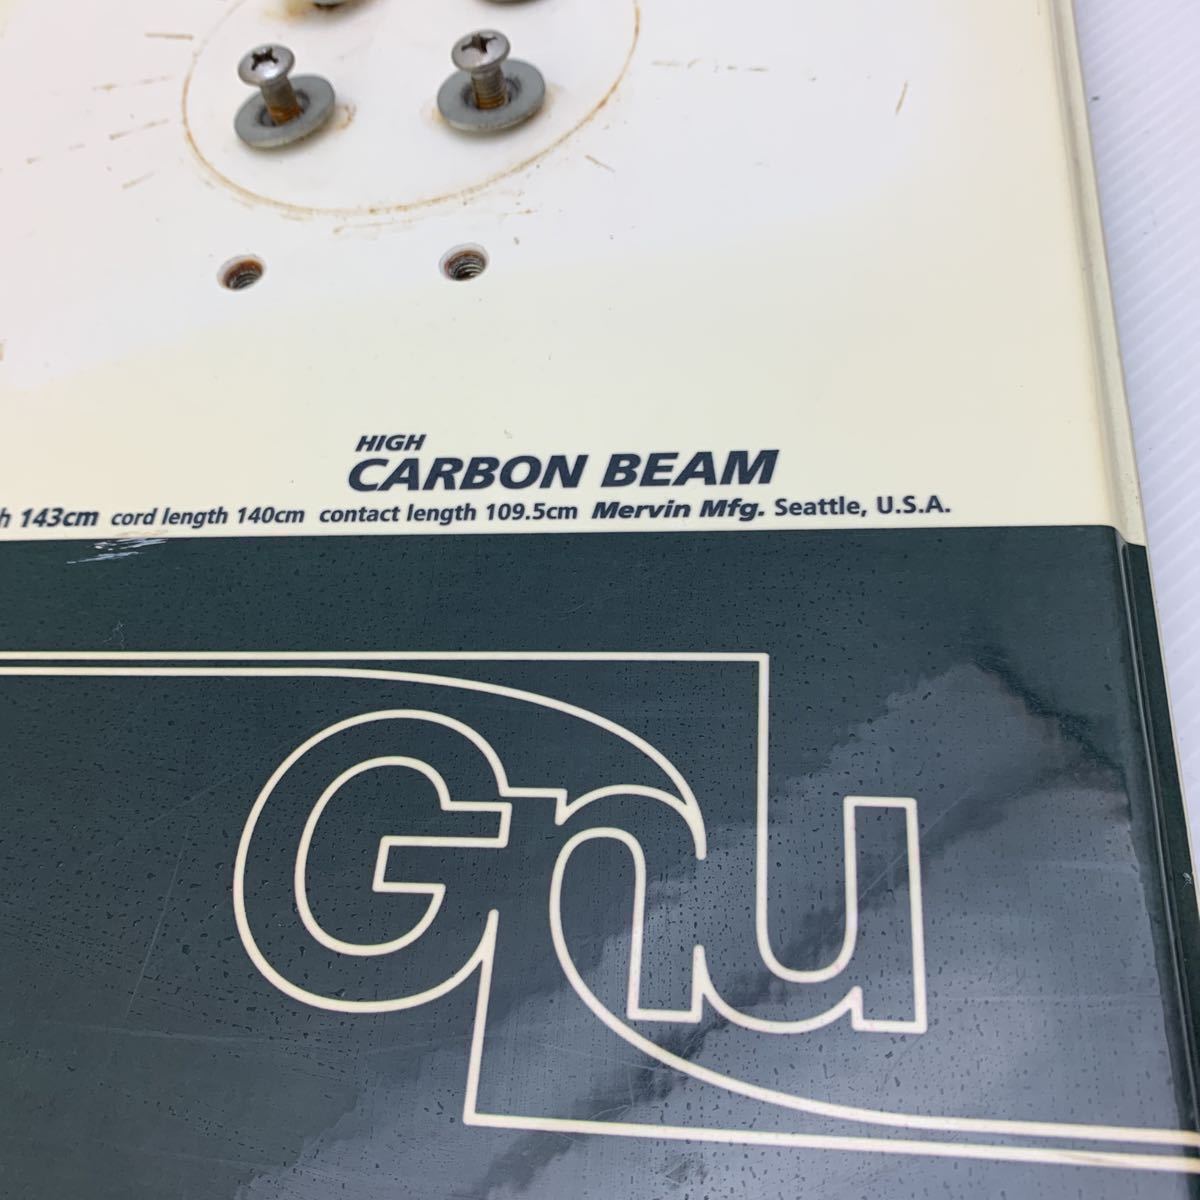 HIGH
CARBON BEAM
143cm cord length 140cm contact length 109.5cm Mervin Mfg. Seattle, U.S.A.
Gnu